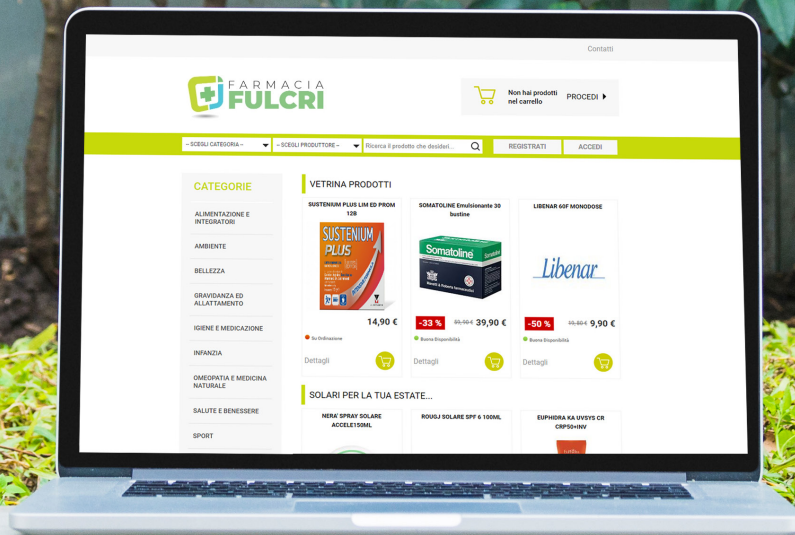 Contatti
FARMACIA
FULCRI
Non hai prodotti
nel carrello
PROCEDI
-- SCEGLI CATEGORIA --
-- SCEGLI PRODUTTORE --
Ricerca il prodotto che desideri...
REGISTRATI
ACCEDI
CATEGORIE
ALIMENTAZIONE E
INTEGRATORI
AMBIENTE
BELLEZZA
GRAVIDANZA ED
ALLATTAMENTO
IGIENE E MEDICAZIONE
INFANZIA
OMEOPATIA E MEDICINA
NATURALE
SALUTE E BENESSERE
SPORT
VETRINA PRODOTTI
SUSTENIUM PLUS LIM ED PROM
12B
SUSTENIUM
PLUS
14,90 €
Su Ordinazione
Dettagli
SOMATOLINE Emulsionante 30
bustine
Somatoline
Manetti & Roberts farmaceutici
-33 %
59,90 € 39,90 €
Buona Disponibilità
Dettagli
LIBENAR 60F MONODOSE
Libenar
-50 %
19,80 € 9,90 €
Buona Disponibilità
Dettagli
SOLARI PER LA TUA ESTATE...
NERA' SPRAY SOLARE
ACCELE150ML
ROUGJ SOLARE SPF 6 100ML
EUPHIDRA KA UVSYS CR
CRP50+INV